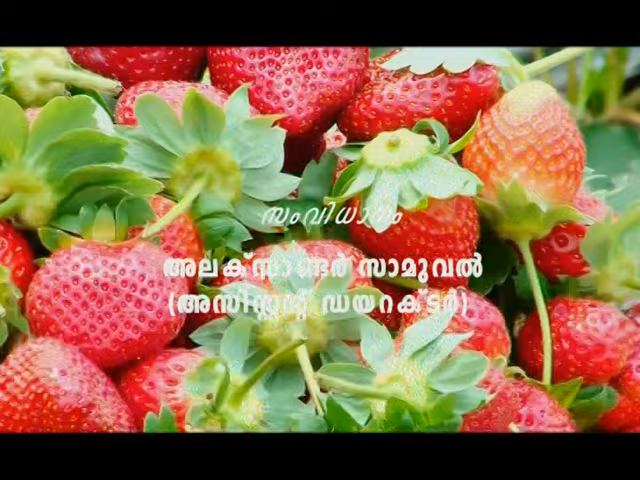 സംവിധാനം
അലക്സാണ്ടർ സാമുവൽ
(അസിസ്റ്റന്റ് ഡയറക്ടർ)